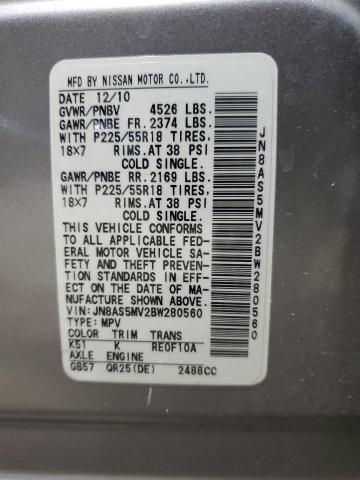 MFD BY NISSAN MOTOR CO.,LTD.
DATE 12/10
GVWR/PNBV 4526 LBS.
GAWR/PNBE FR.2374 LBS.
WITH P225/55R18 TIRES,
18x7 RIMS.AT 38 PSI
COLD SINGLE.
GAWR/PNBE RR.2169 LBS.
WITH P225/55R18 TIRES,
18x7 RIMS.AT 38 PSI
COLD SINGLE.
THIS VEHICLE CONFORMS
TO ALL APPLICABLE FED-
ERAL MOTOR VEHICLE SA-
FETY AND THEFT PREVENT-
ION STANDARDS IN EFF-
ECT ON THE DATE OF MA-
NUFACTURE SHOWN ABOVE.
VIN:JN8AS5MV2BW280560
TYPE: MPV
COLOR TRIM TRANS
K51 K RE0F10A
AXLE ENGINE
GB57 QR25(DE) 2488CC
JN8AS5MV2BW280560